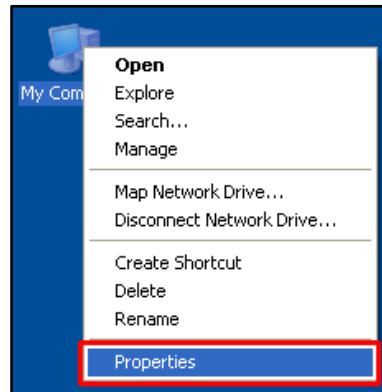 My Com
Open
Explore
Search...
Manage
Map Network Drive...
Disconnect Network Drive...
Create Shortcut
Delete
Rename
Properties